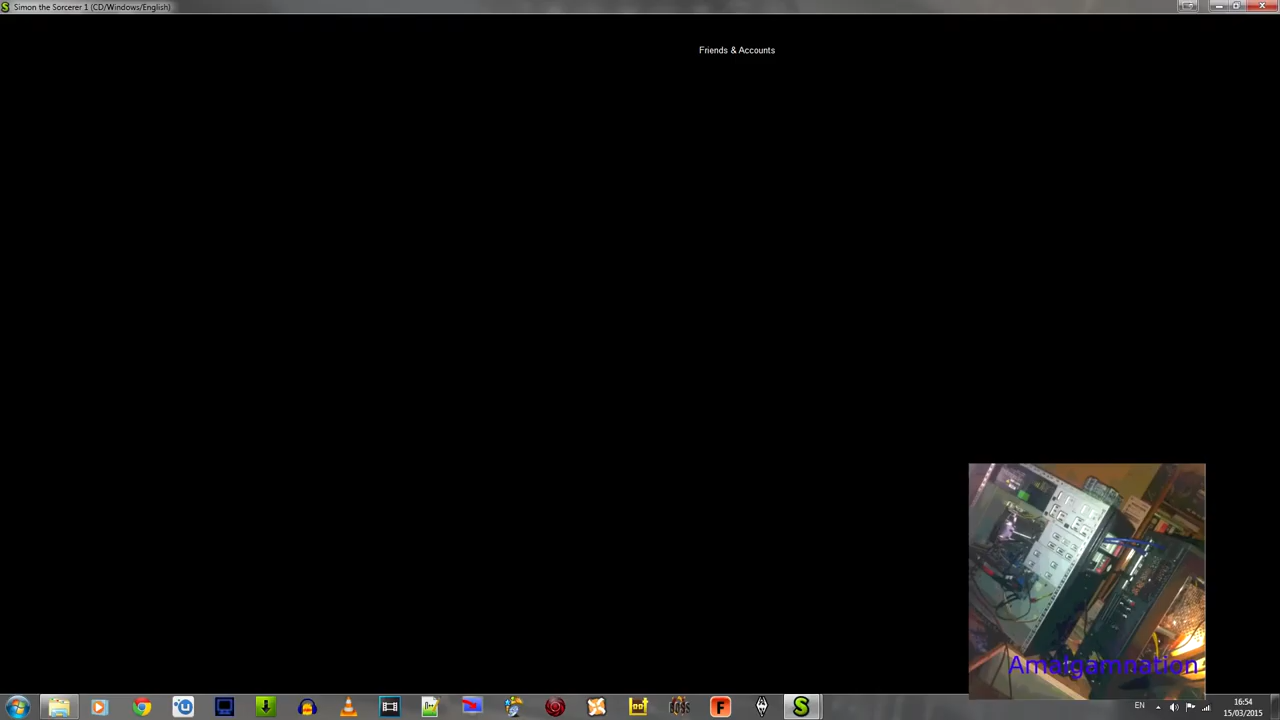 Simon the Sorcerer 1 (CD/Windows/English)
Friends & Accounts
Amalgamnation
EN
16:54
15/03/2015